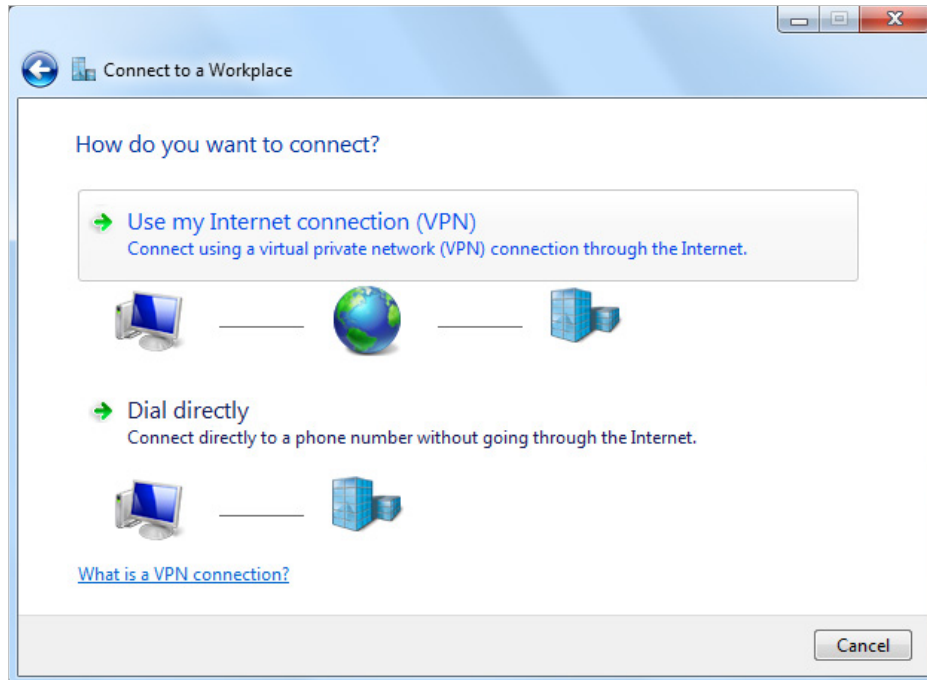 Connect to a Workplace
How do you want to connect?
Use my Internet connection (VPN)
Connect using a virtual private network (VPN) connection through the Internet.
Dial directly
Connect directly to a phone number without going through the Internet.
What is a VPN connection?
Cancel